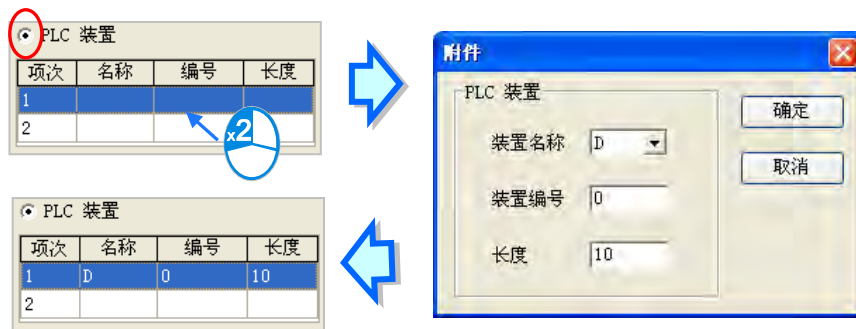 PLC 装置
项次 名称 编号 长度
1
2
x2
附件
PLC 装置
装置名称 D
装置编号 0
长度 10
确定
取消
PLC 装置
项次 名称 编号 长度
1 D 0 10
2